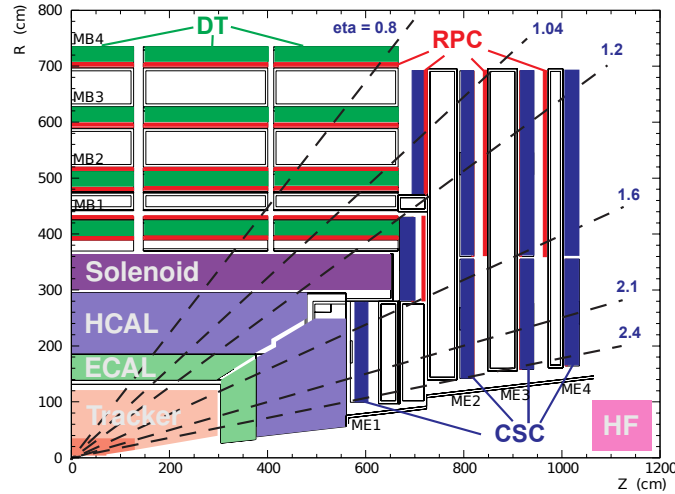 R (cm)
800
700
600
500
400
300
200
100
0
0
200
400
600
800
1000
1200
Z (cm)
MB4
MB3
MB2
MB1
DT
eta = 0.8
1.04
RPC
1.2
1.6
2.1
2.4
Solenoid
HCAL
ECAL
Tracker
ME1
ME2
ME3
ME4
CSC
HF